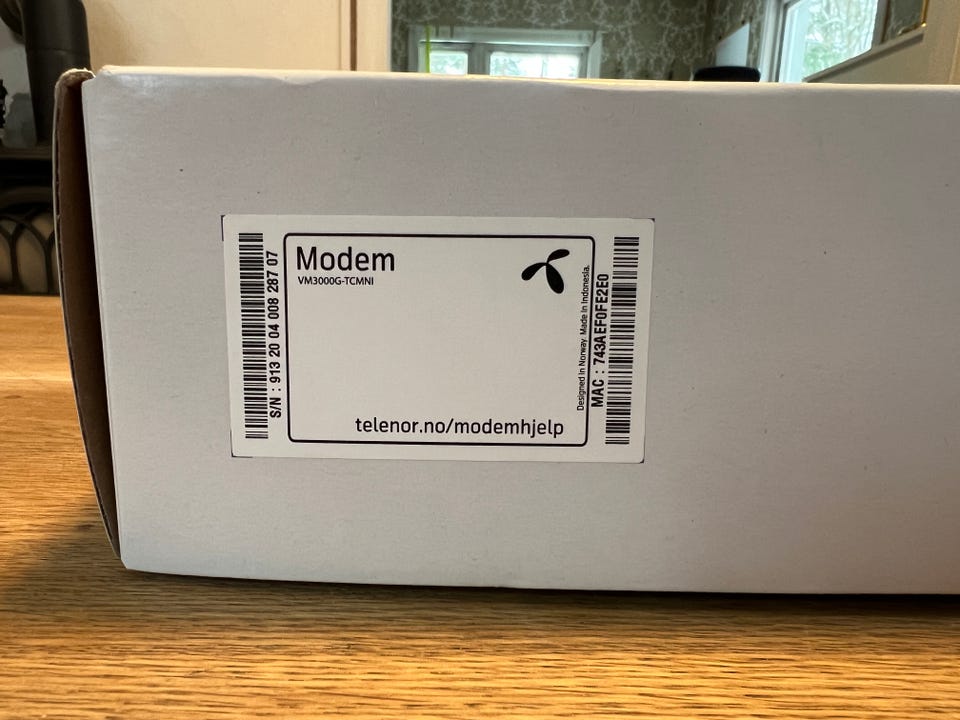 Modem
VM3000G-TCMNI
telenor.no/modemhjelp
S/N : 913 20 04 008 287 07
Designed in Norway. Made in Indonesia.
MAC : 743AEF0FE2E0